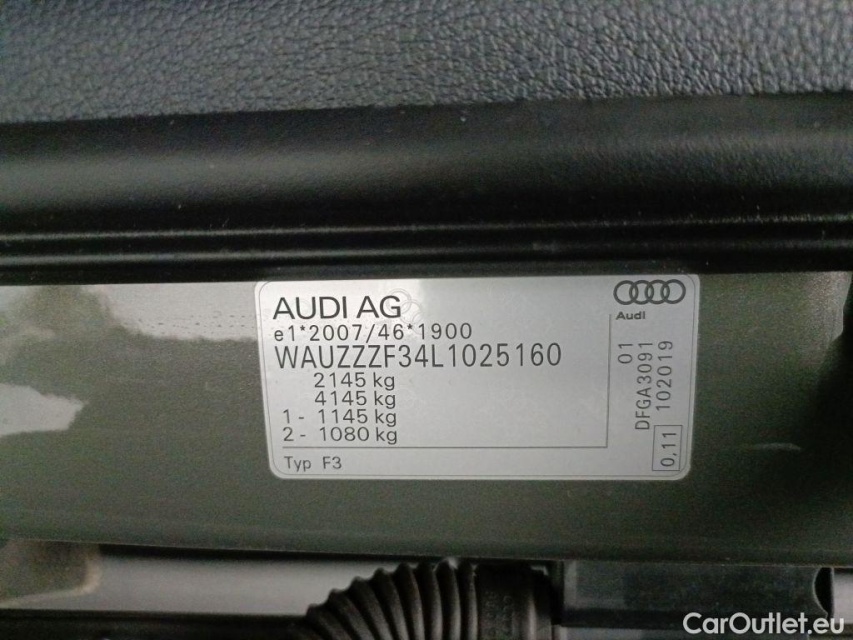 AUDI AG
e1*2007/46*1900
WAUZZZF34L1025160
2145 kg
4145 kg
1 - 1145 kg
2 - 1080 kg
Typ F3
Audi
01
DFGA3091
102019
0,11
CarOutlet.eu